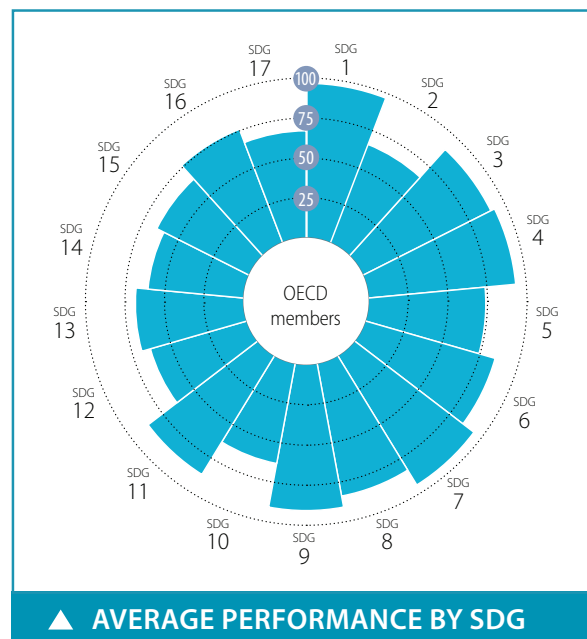 SDG
1
SDG
2
SDG
3
SDG
4
SDG
5
SDG
6
SDG
7
SDG
8
SDG
9
SDG
10
SDG
11
SDG
12
SDG
13
SDG
14
SDG
15
SDG
16
SDG
17
100
75
50
25
OECD
members
AVERAGE PERFORMANCE BY SDG